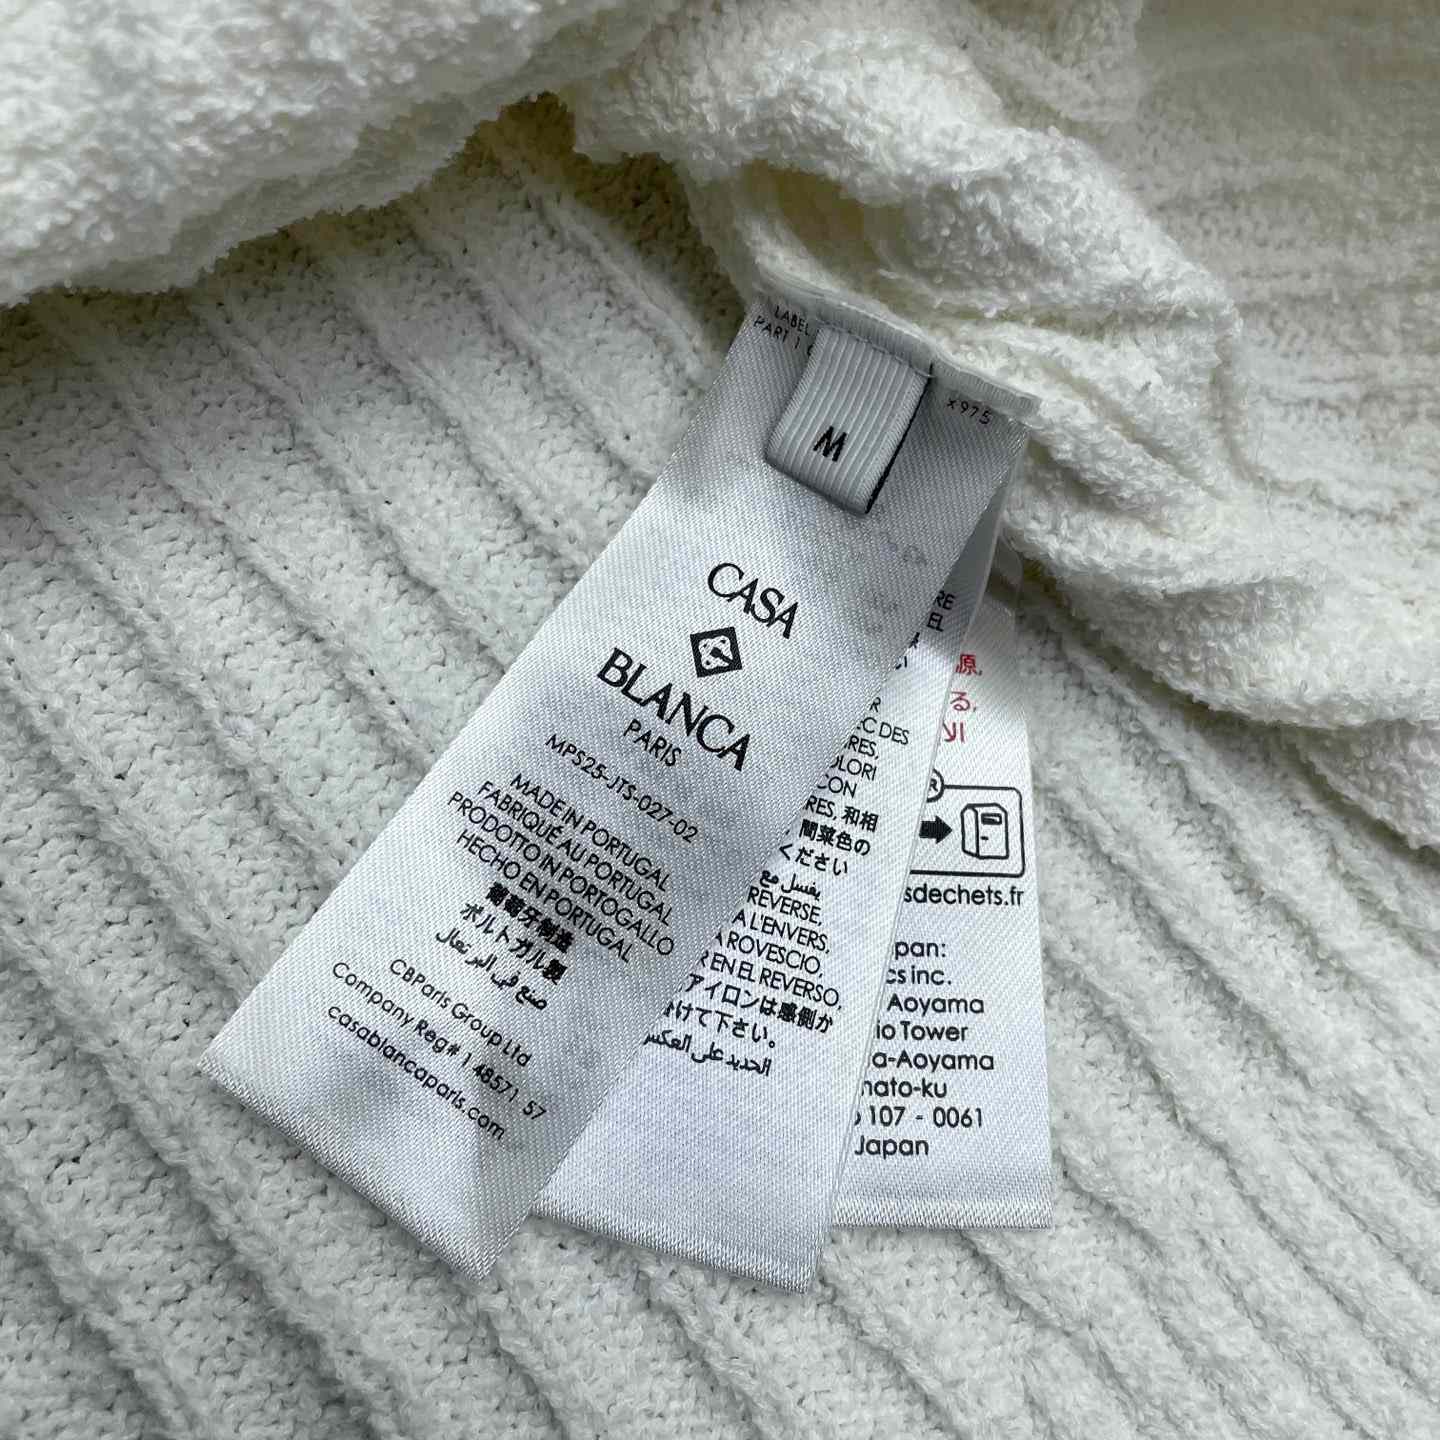 LABEL
PART 1
x975
M
CASA
BLANCA
PARIS
MPS25-JTS-027-02
MADE IN PORTUGAL
FABRIQUÉ AU PORTUGAL
PRODOTTO IN PORTOGALLO
HECHO EN PORTUGAL
葡萄牙制造
ポルトガル製
صنع في البرتغال
CBParis Group Ltd
Company Reg# 1 48571 57
casablancaparis.com
RE
EL
い
R
EC DES
RES,
OLORI
CON
RES, 和相
間菜色の
ください
يغسل مع
REVERSE,
A L'ENVERS,
A ROVESCIO,
R EN EL REVERSO,
アイロンは感側か
けて下さい。
الحديد على العكس
源,
る,
sdechets.fr
pan:
cs inc.
Aoyama
io Tower
a-Aoyama
nato-ku
107 - 0061
Japan